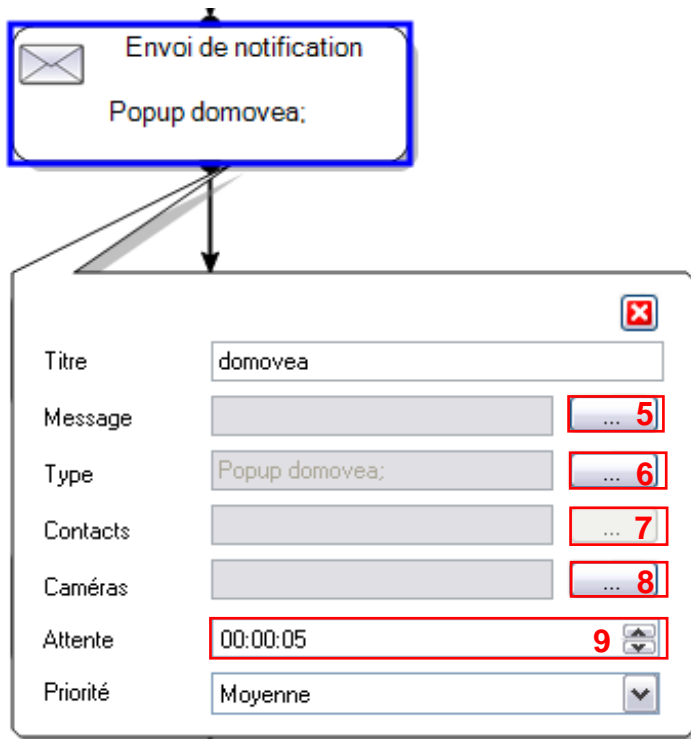 Envoi de notification
Popup domovea;
Titre domovea
Message ... 5
Type Popup domovea; ... 6
Contacts ... 7
Caméras ... 8
Attente 00:00:05 9
Priorité Moyenne